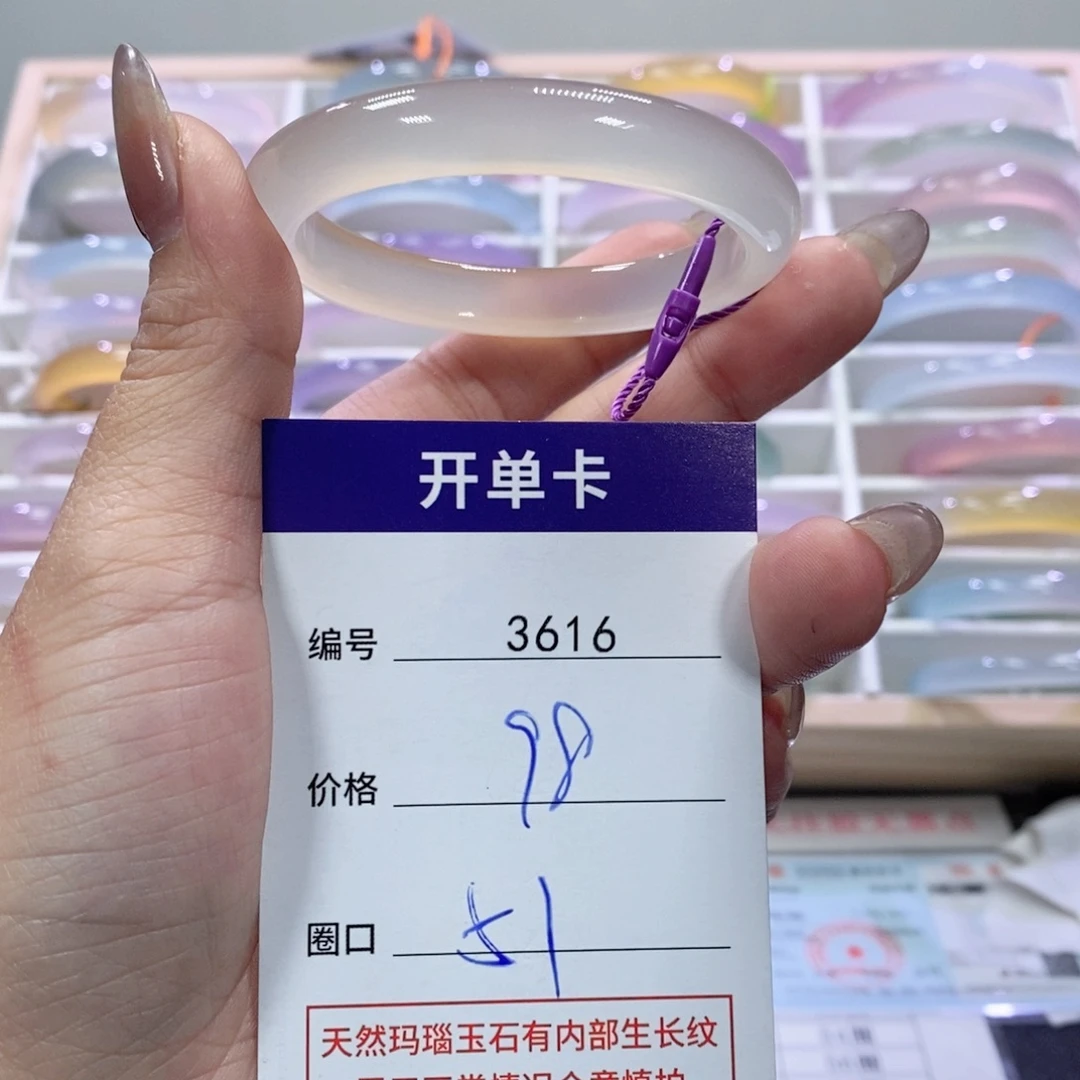 开单卡
编号 3616
价格 98
圈口 51
天然玛瑙玉石有内部生长纹